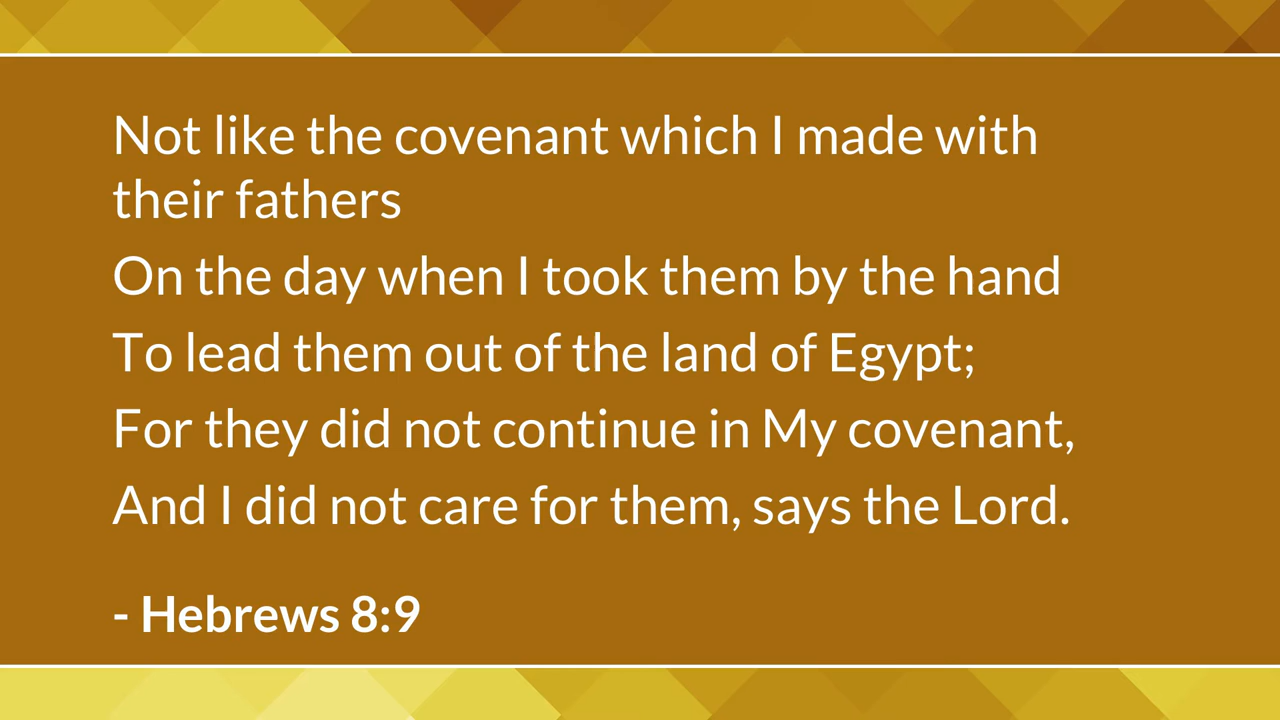 Not like the covenant which I made with
their fathers
On the day when I took them by the hand
To lead them out of the land of Egypt;
For they did not continue in My covenant,
And I did not care for them, says the Lord.
- Hebrews 8:9